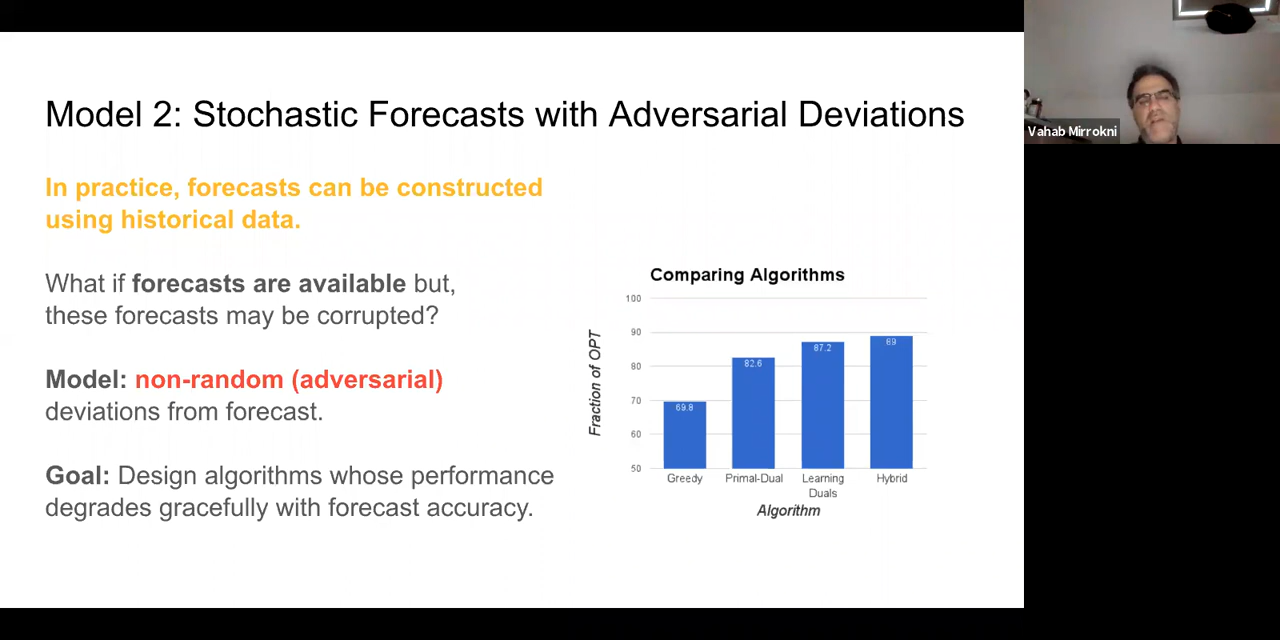 Model 2: Stochastic Forecasts with Adversarial Deviations
Vahab Mirrokni
In practice, forecasts can be constructed
using historical data.
What if forecasts are available but,
these forecasts may be corrupted?
Model: non-random (adversarial)
deviations from forecast.
Goal: Design algorithms whose performance
degrades gracefully with forecast accuracy.
Comparing Algorithms
Fraction of OPT
100
90
80
70
60
50
69.8
82.6
87.2
89
Greedy
Primal-Dual
Learning
Duals
Hybrid
Algorithm